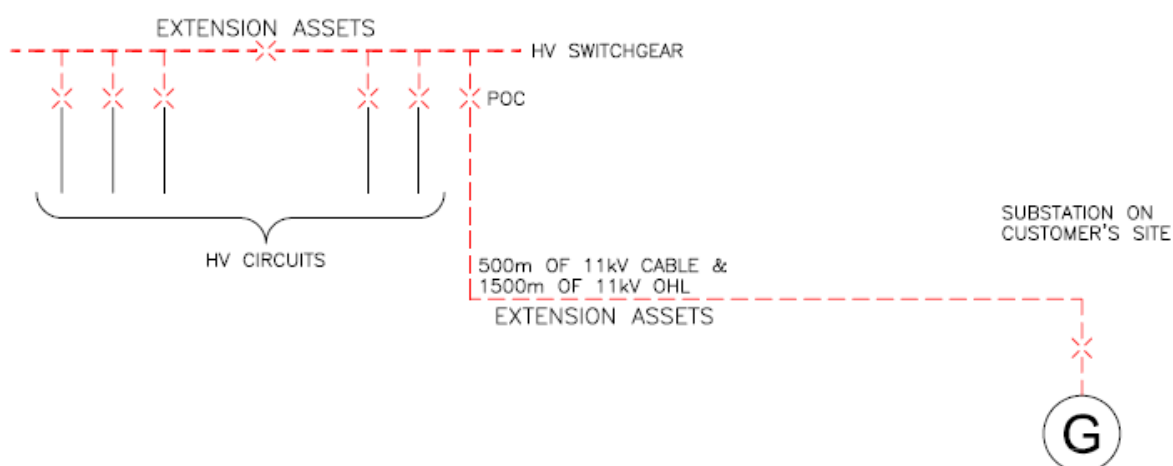 EXTENSION ASSETS
HV SWITCHGEAR
POC
HV CIRCUITS
SUBSTATION ON
CUSTOMER'S SITE
500m OF 11kV CABLE &
1500m OF 11kV OHL
EXTENSION ASSETS
G